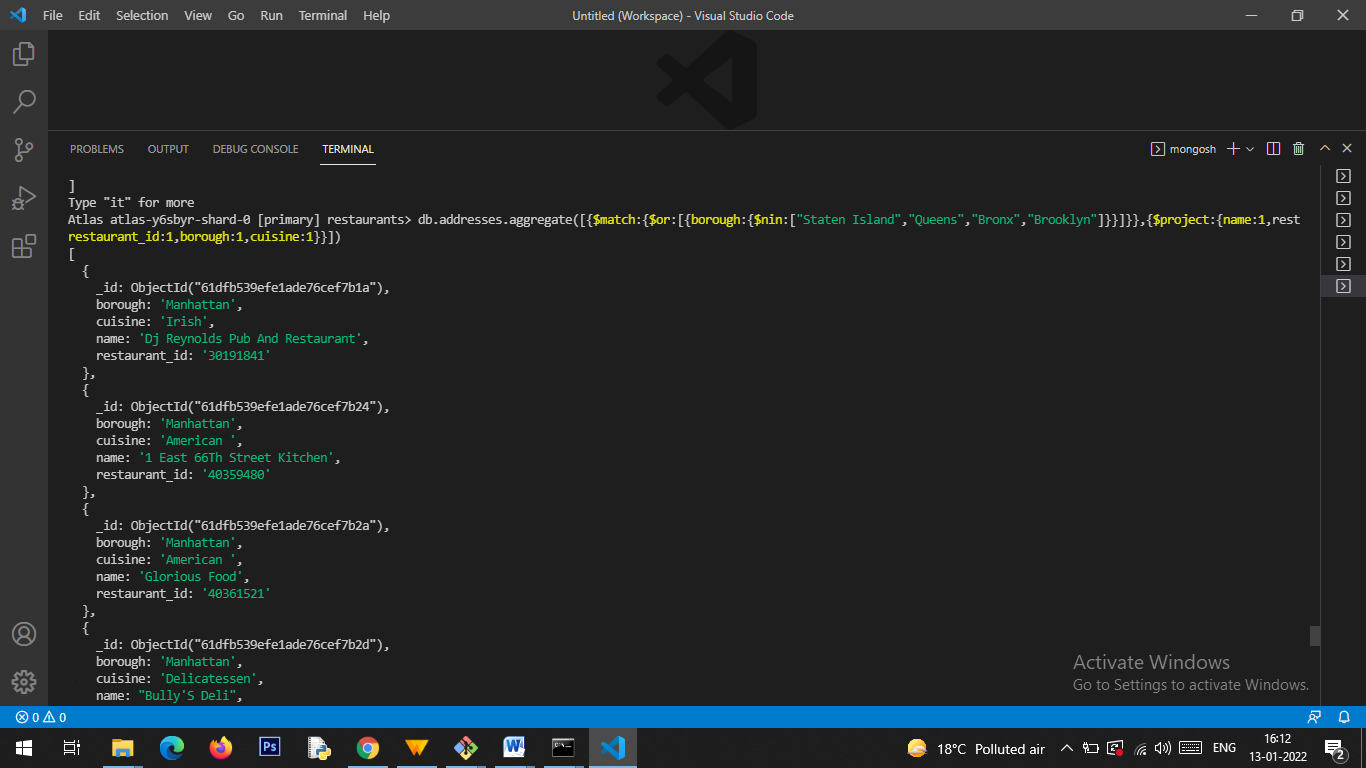 File Edit Selection View Go Run Terminal Help Untitled (Workspace) - Visual Studio Code
PROBLEMS OUTPUT DEBUG CONSOLE TERMINAL mongosh
]
Type "it" for more
Atlas atlas-y6sbyr-shard-0 [primary] restaurants> db.addresses.aggregate([{$match:{$or:[{borough:{$nin:["Staten Island","Queens","Bronx","Brooklyn"]}}]}},{$project:{name:1,rest
restaurant_id:1,borough:1,cuisine:1}}])
[
{
_id: ObjectId("61dfb539efe1ade76cef7b1a"),
borough: 'Manhattan',
cuisine: 'Irish',
name: 'Dj Reynolds Pub And Restaurant',
restaurant_id: '30191841'
},
{
_id: ObjectId("61dfb539efe1ade76cef7b24"),
borough: 'Manhattan',
cuisine: 'American ',
name: '1 East 66Th Street Kitchen',
restaurant_id: '40359480'
},
{
_id: ObjectId("61dfb539efe1ade76cef7b2a"),
borough: 'Manhattan',
cuisine: 'American ',
name: 'Glorious Food',
restaurant_id: '40361521'
},
{
_id: ObjectId("61dfb539efe1ade76cef7b2d"),
borough: 'Manhattan',
cuisine: 'Delicatessen',
name: "Bully'S Deli",
Activate Windows
Go to Settings to activate Windows.
0 0
Ps W 18°C Polluted air ENG 16:12
13-01-2022 2